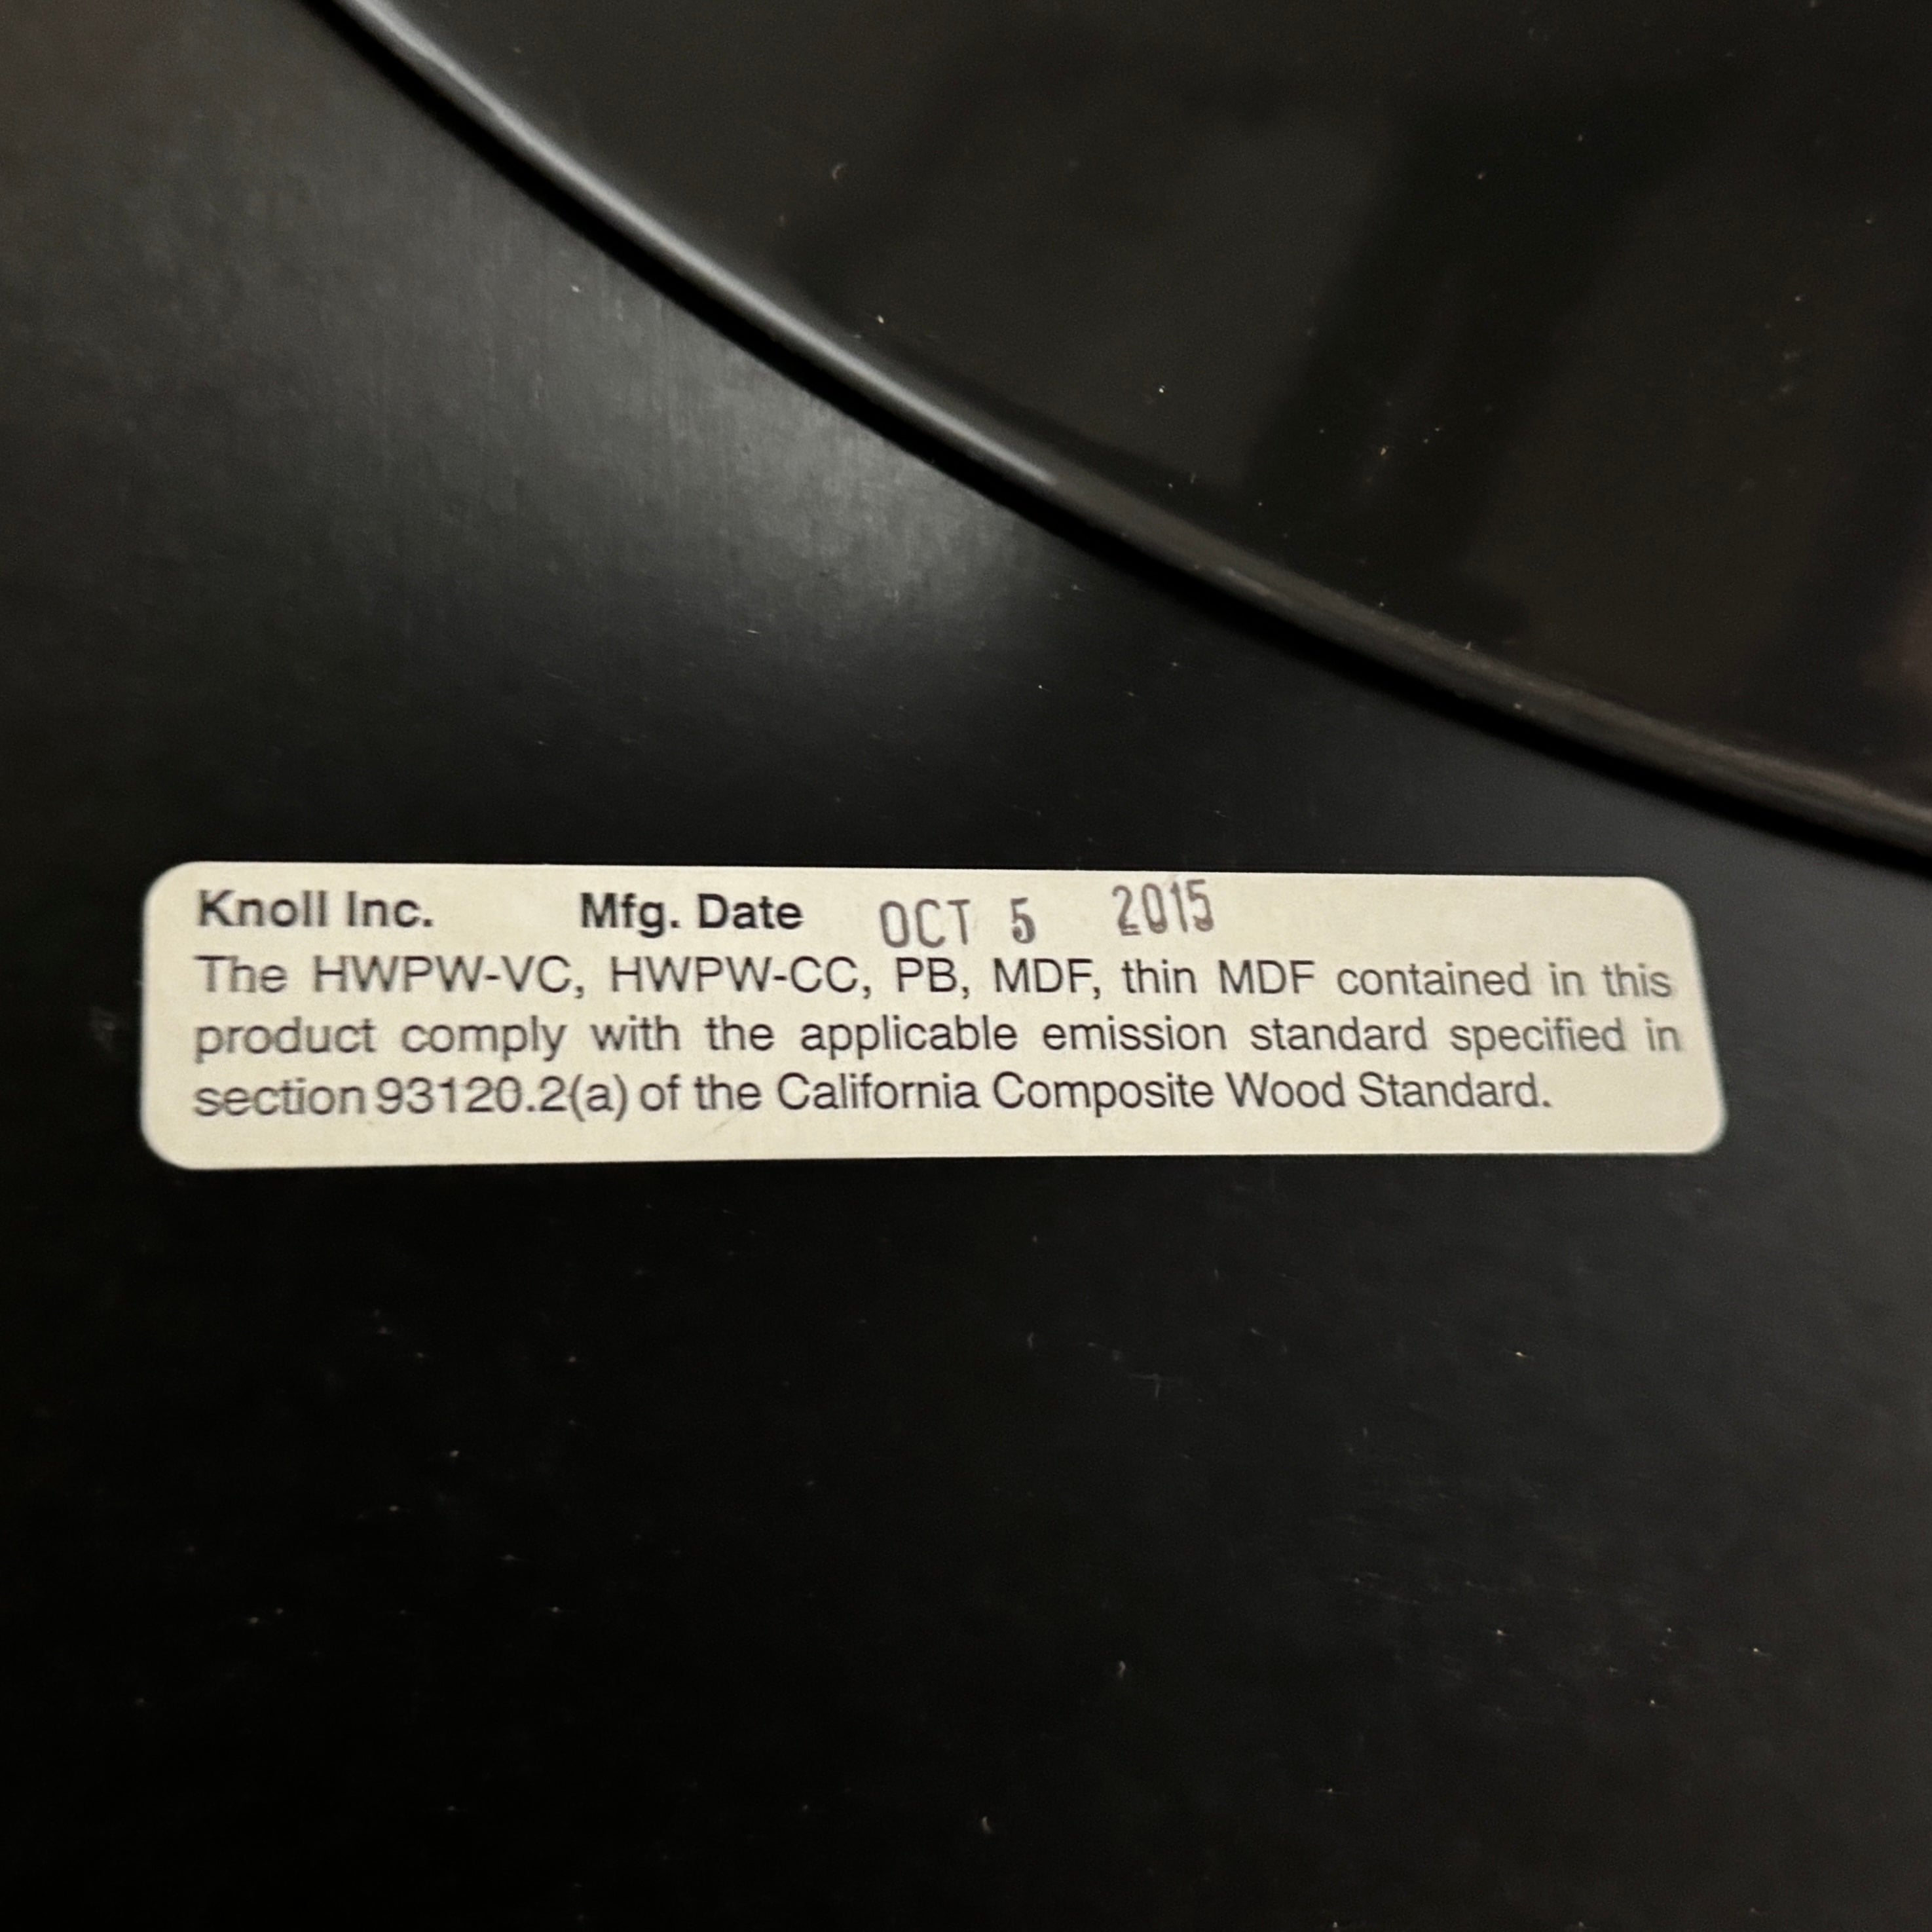 Knoll Inc. Mfg. Date OCT 5 2015
The HWPW-VC, HWPW-CC, PB, MDF, thin MDF contained in this
product comply with the applicable emission standard specified in
section 93120.2(a) of the California Composite Wood Standard.